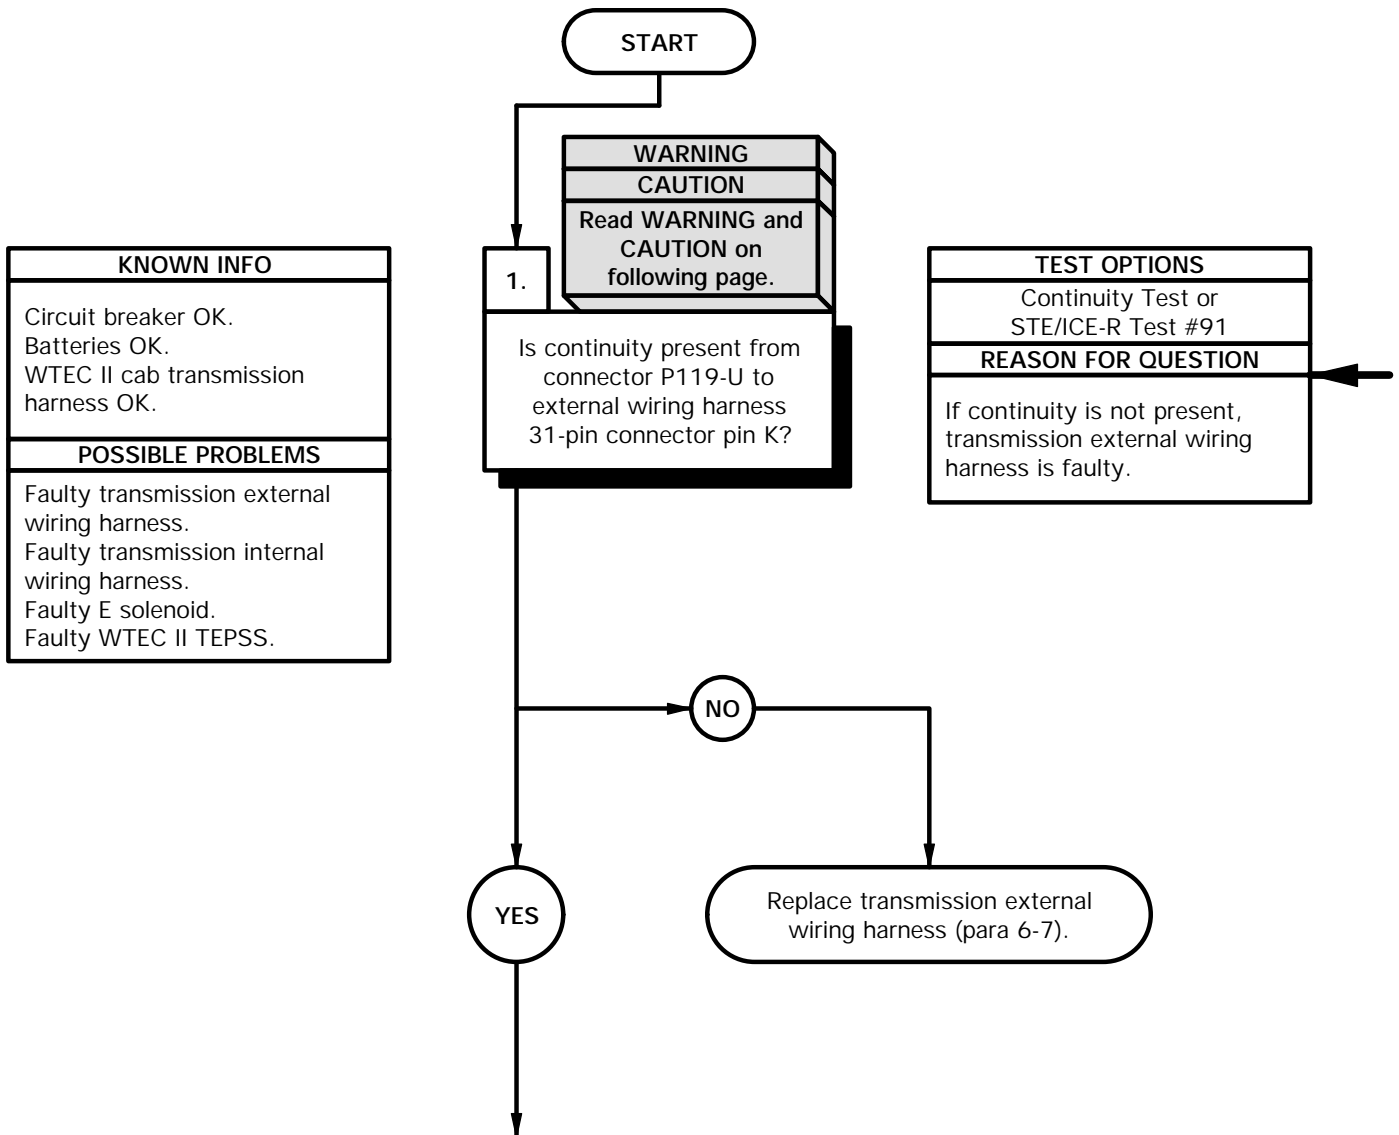 START
WARNING
CAUTION
Read WARNING and
CAUTION on
following page.
KNOWN INFO
Circuit breaker OK.
Batteries OK.
WTEC II cab transmission
harness OK.
POSSIBLE PROBLEMS
Faulty transmission external
wiring harness.
Faulty transmission internal
wiring harness.
Faulty E solenoid.
Faulty WTEC II TEPSS.
1.
Is continuity present from
connector P119-U to
external wiring harness
31-pin connector pin K?
TEST OPTIONS
Continuity Test or
STE/ICE-R Test #91
REASON FOR QUESTION
If continuity is not present,
transmission external wiring
harness is faulty.
NO
YES
Replace transmission external
wiring harness (para 6-7).